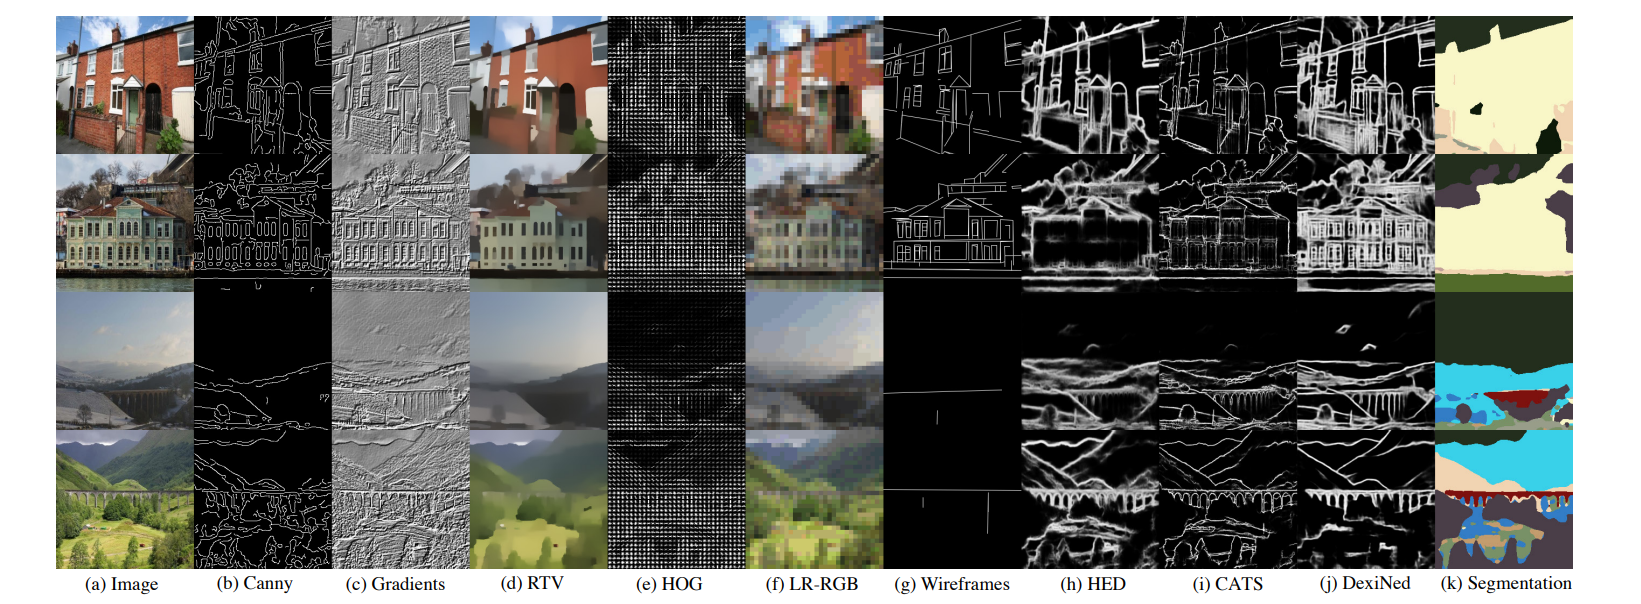 (a) Image (b) Canny (c) Gradients (d) RTV (e) HOG (f) LR-RGB (g) Wireframes (h) HED (i) CATS (j) DexiNed (k) Segmentation